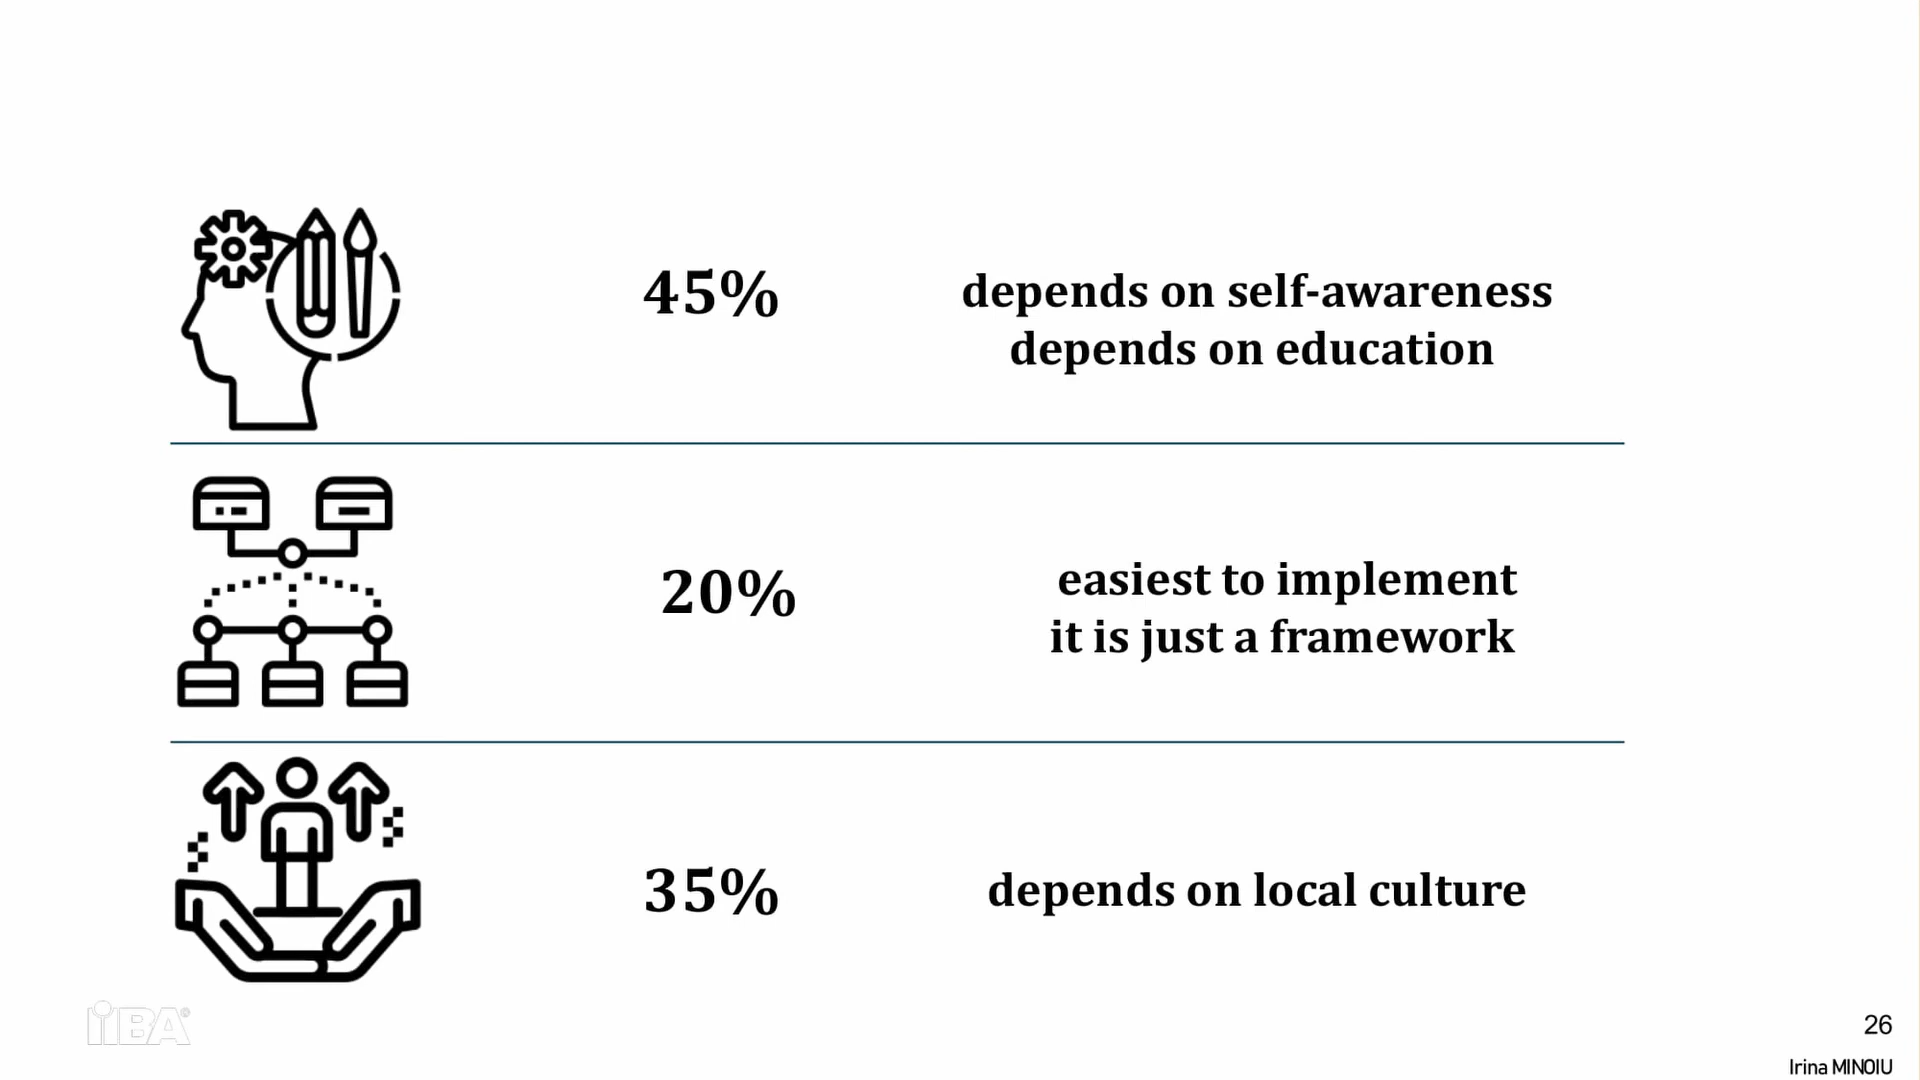 45%
depends on self-awareness
depends on education
20%
easiest to implement
it is just a framework
35%
depends on local culture
iiBA®
26
Irina MINOIU